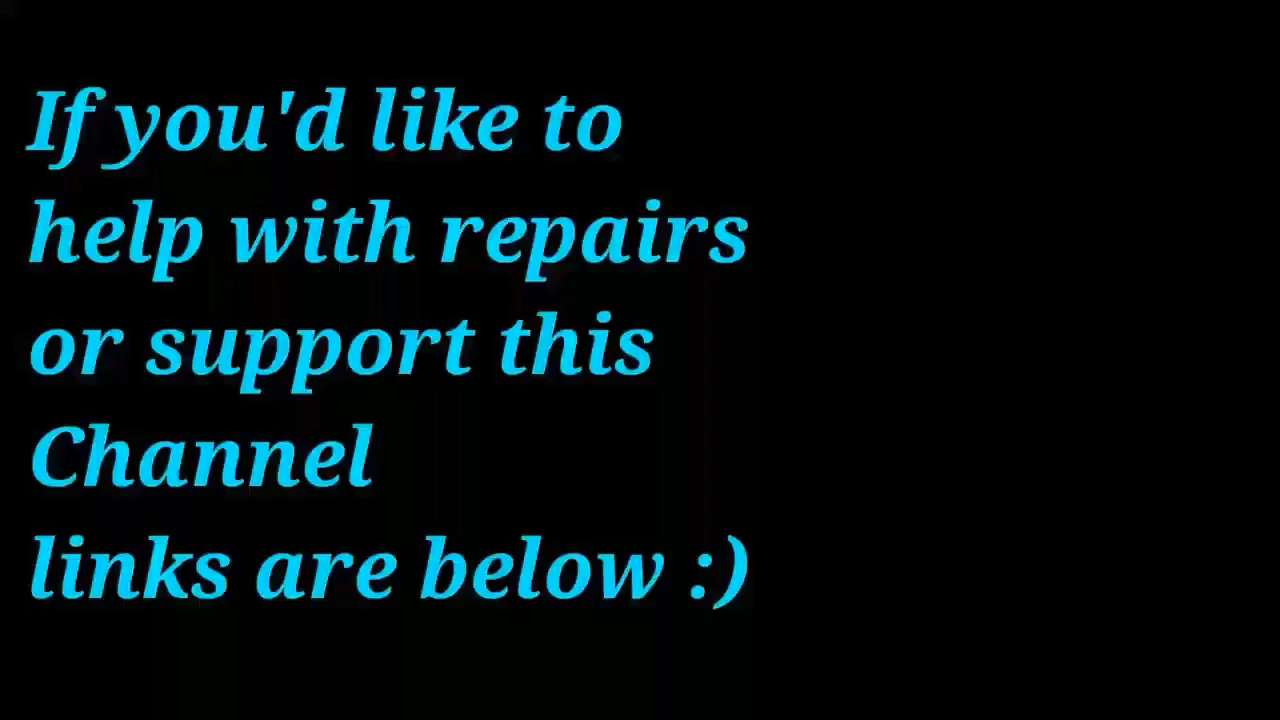 If you'd like to
help with repairs
or support this
Channel
links are below :)